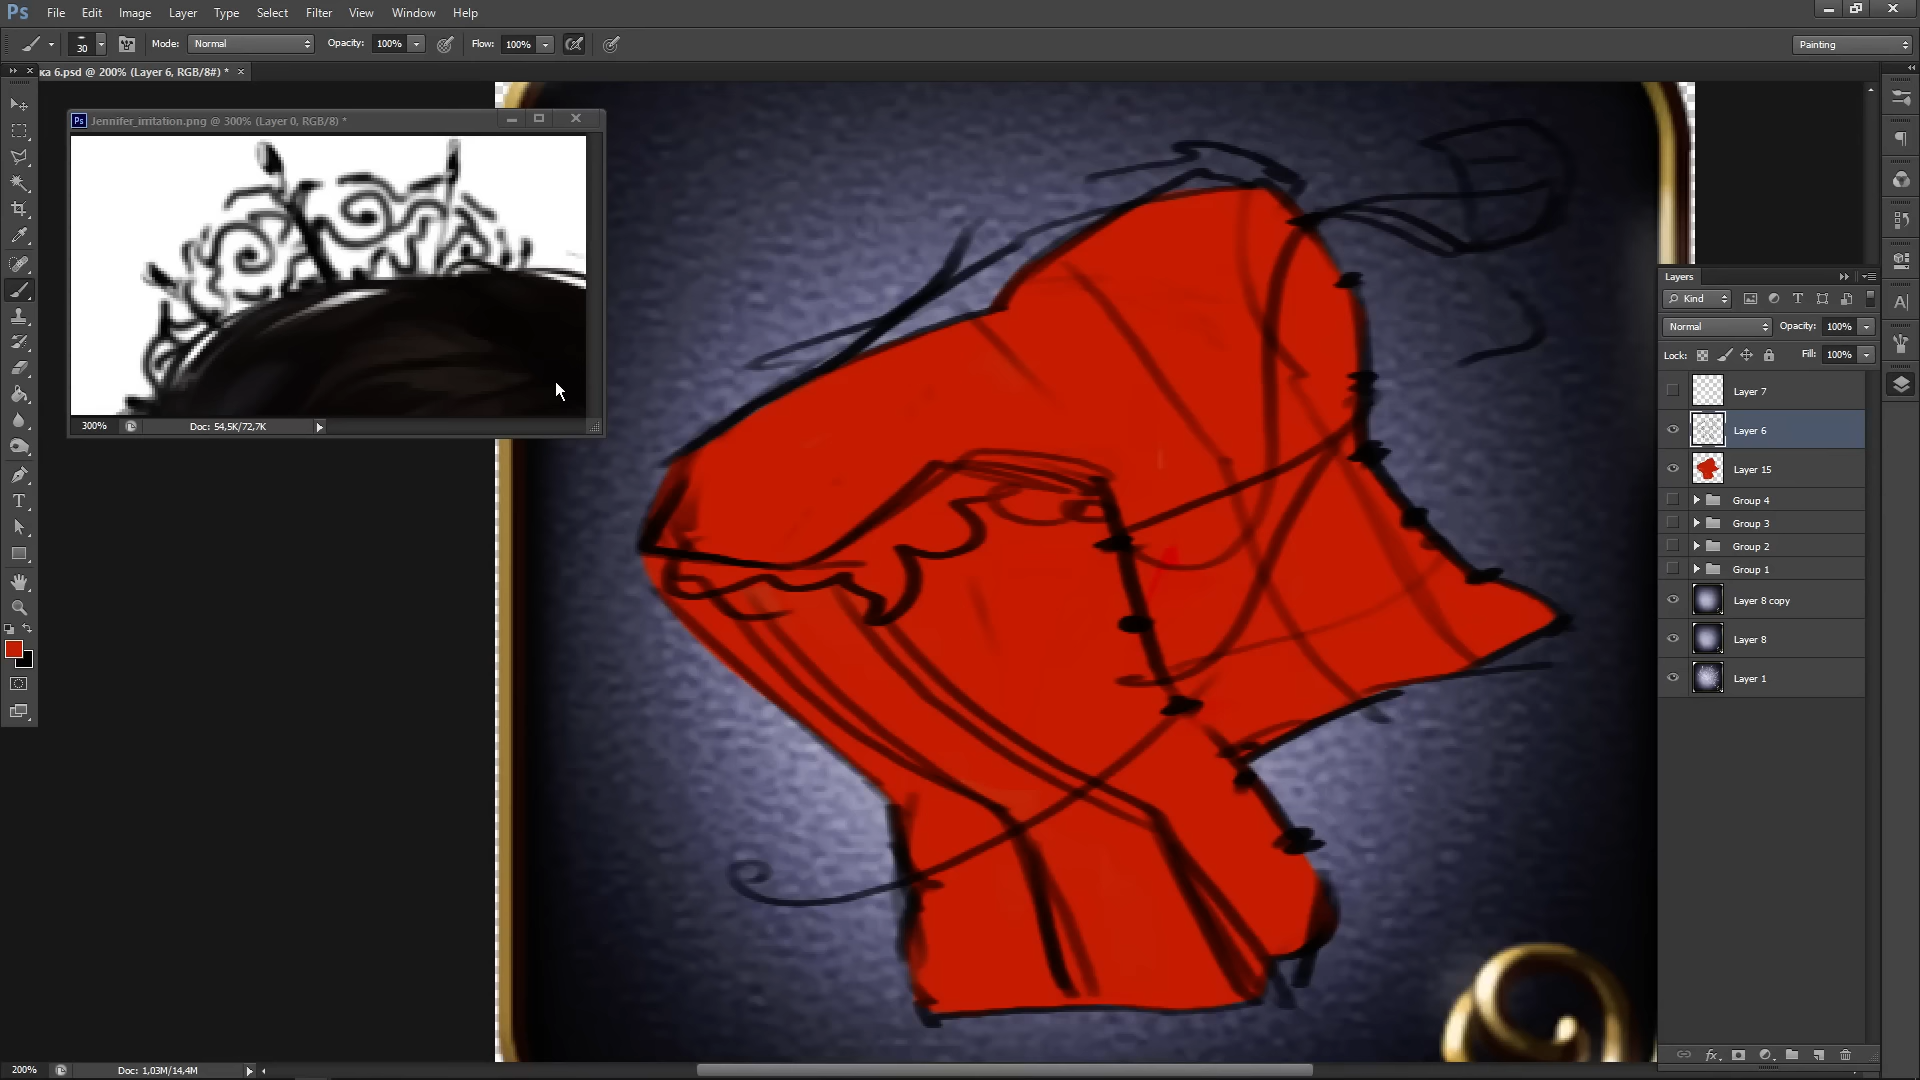 Ps File Edit Image Layer Type Select Filter View Window Help
30 Mode: Normal Opacity: 100% Flow: 100% Painting
ка 6.psd @ 200% (Layer 6, RGB/8#) *
Ps Jennifer_irritation.png @ 300% (Layer 0, RGB/8) *
300% Doc: 54,5K/72,7K
Layers
Kind
Normal Opacity: 100%
Lock: Fill: 100%
Layer 7
Layer 6
Layer 15
Group 4
Group 3
Group 2
Group 1
Layer 8 copy
Layer 8
Layer 1
fx
200% Doc: 1,03M/14,4M